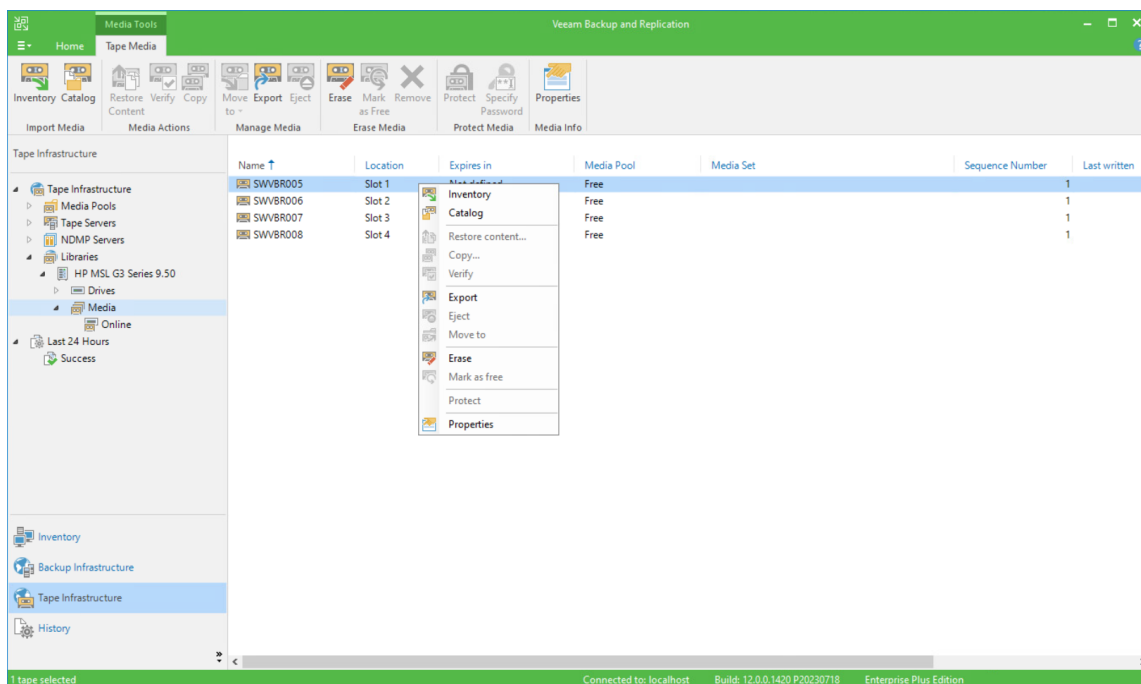 Media Tools
Veeam Backup and Replication
Home Tape Media
Inventory Catalog Restore Content Verify Copy Move to Export Eject Erase Mark as Free Remove Protect Specify Password Properties
Import Media Media Actions Manage Media Erase Media Protect Media Media Info
Tape Infrastructure
Tape Infrastructure
Media Pools
Tape Servers
NDMP Servers
Libraries
HP MSL G3 Series 9.50
Drives
Media
Online
Last 24 Hours
Success
Inventory
Backup Infrastructure
Tape Infrastructure
History
Name Location Expires in Media Pool Media Set Sequence Number Last written
SWVBR005 Slot 1 Not defined Free 1
SWVBR006 Slot 2 Free 1
SWVBR007 Slot 3 Free 1
SWVBR008 Slot 4 Free 1
Inventory
Catalog
Restore content...
Copy...
Verify
Export
Eject
Move to
Erase
Mark as free
Protect
Properties
1 tape selected
Connected to: localhost Build: 12.0.0.1420 P20230718 Enterprise Plus Edition